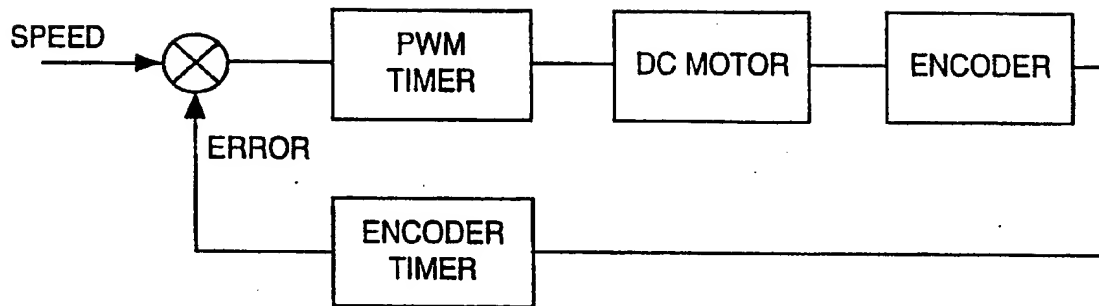 SPEED
PWM
TIMER
DC MOTOR
ENCODER
ERROR
ENCODER
TIMER